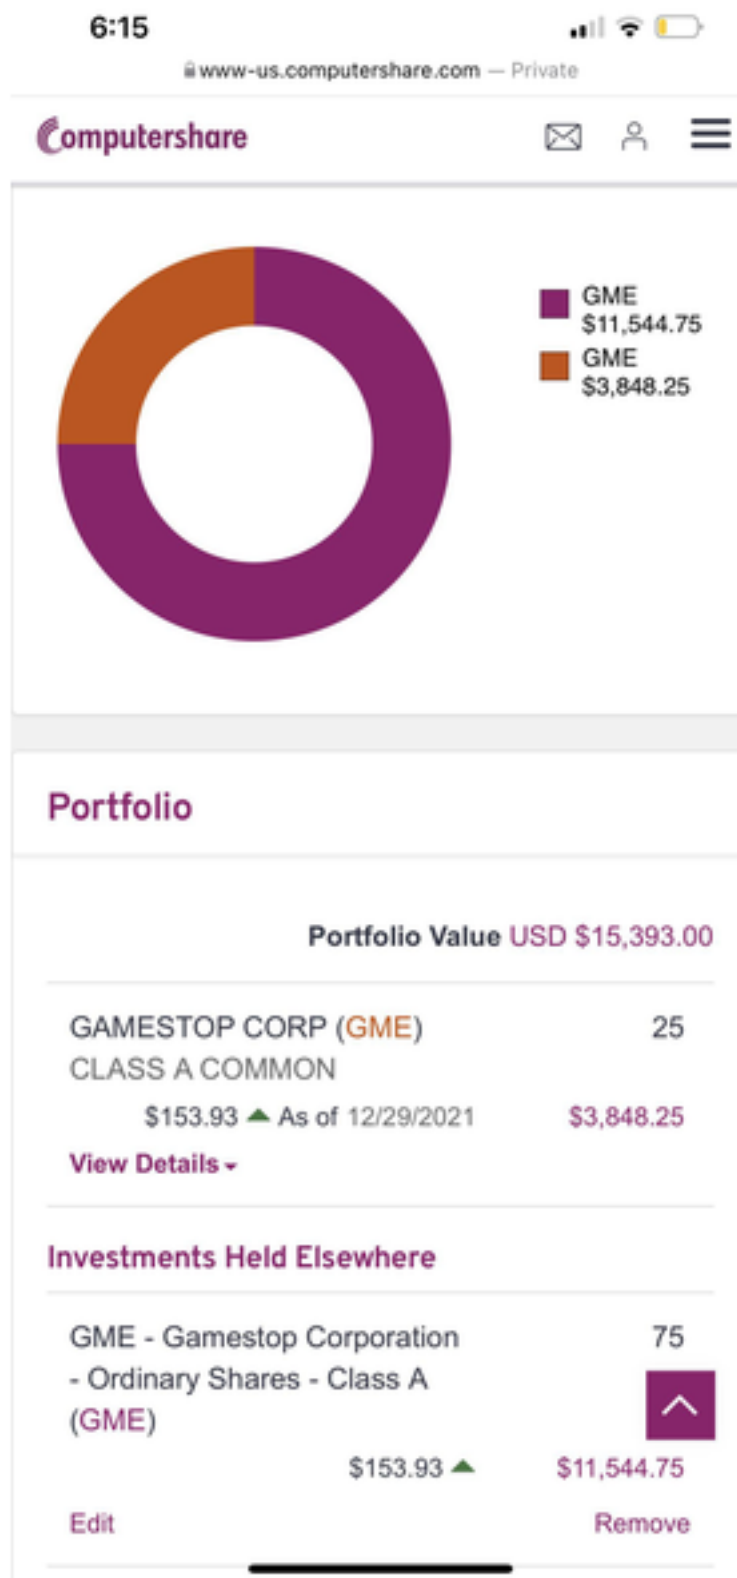 6:15
www-us.computershare.com — Private
Computershare
GME
$11,544.75
GME
$3,848.25
Portfolio
Portfolio Value USD $15,393.00
GAMESTOP CORP (GME) 25
CLASS A COMMON
$153.93 ▲ As of 12/29/2021 $3,848.25
View Details
Investments Held Elsewhere
GME - Gamestop Corporation 75
- Ordinary Shares - Class A
(GME)
$153.93 ▲ $11,544.75
Edit Remove